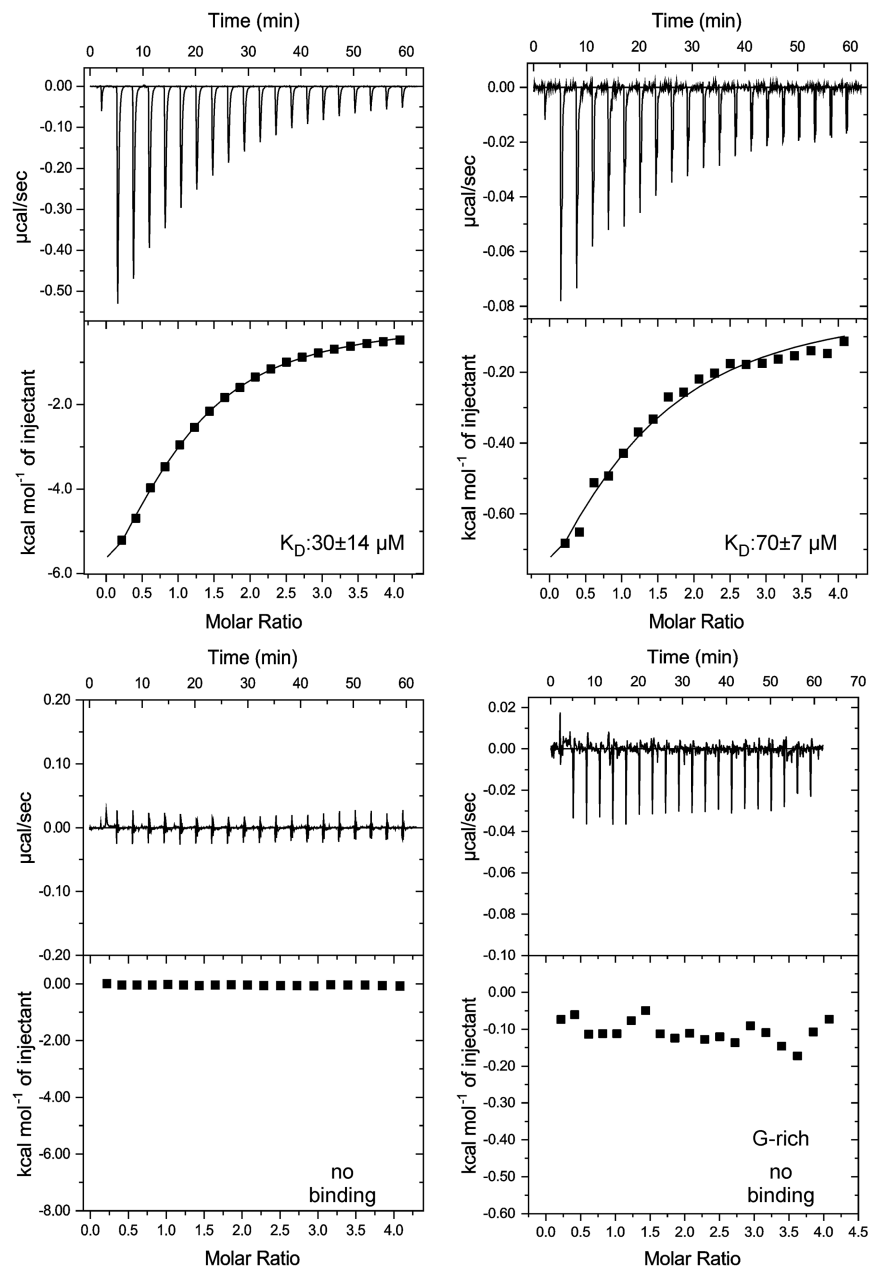 Time (min)
0 10 20 30 40 50 60
0.00
-0.10
-0.20
-0.30
-0.40
-0.50
µcal/sec
-2.0
-4.0
-6.0
kcal mol⁻¹ of injectant
K_D:30±14 µM
0.0 0.5 1.0 1.5 2.0 2.5 3.0 3.5 4.0
Molar Ratio
Time (min)
0 10 20 30 40 50 60
0.00
-0.02
-0.04
-0.06
-0.08
µcal/sec
-0.20
-0.40
-0.60
kcal mol⁻¹ of injectant
K_D:70±7 µM
0.0 0.5 1.0 1.5 2.0 2.5 3.0 3.5 4.0
Molar Ratio
Time (min)
0 10 20 30 40 50 60
0.20
0.10
0.00
-0.10
-0.20
µcal/sec
0.00
-2.00
-4.00
-6.00
-8.00
kcal mol⁻¹ of injectant
no
binding
0.0 0.5 1.0 1.5 2.0 2.5 3.0 3.5 4.0
Molar Ratio
Time (min)
0 10 20 30 40 50 60 70
0.02
0.00
-0.02
-0.04
-0.06
-0.08
-0.10
µcal/sec
0.00
-0.10
-0.20
-0.30
-0.40
-0.50
-0.60
kcal mol⁻¹ of injectant
G-rich
no
binding
0.0 0.5 1.0 1.5 2.0 2.5 3.0 3.5 4.0 4.5
Molar Ratio